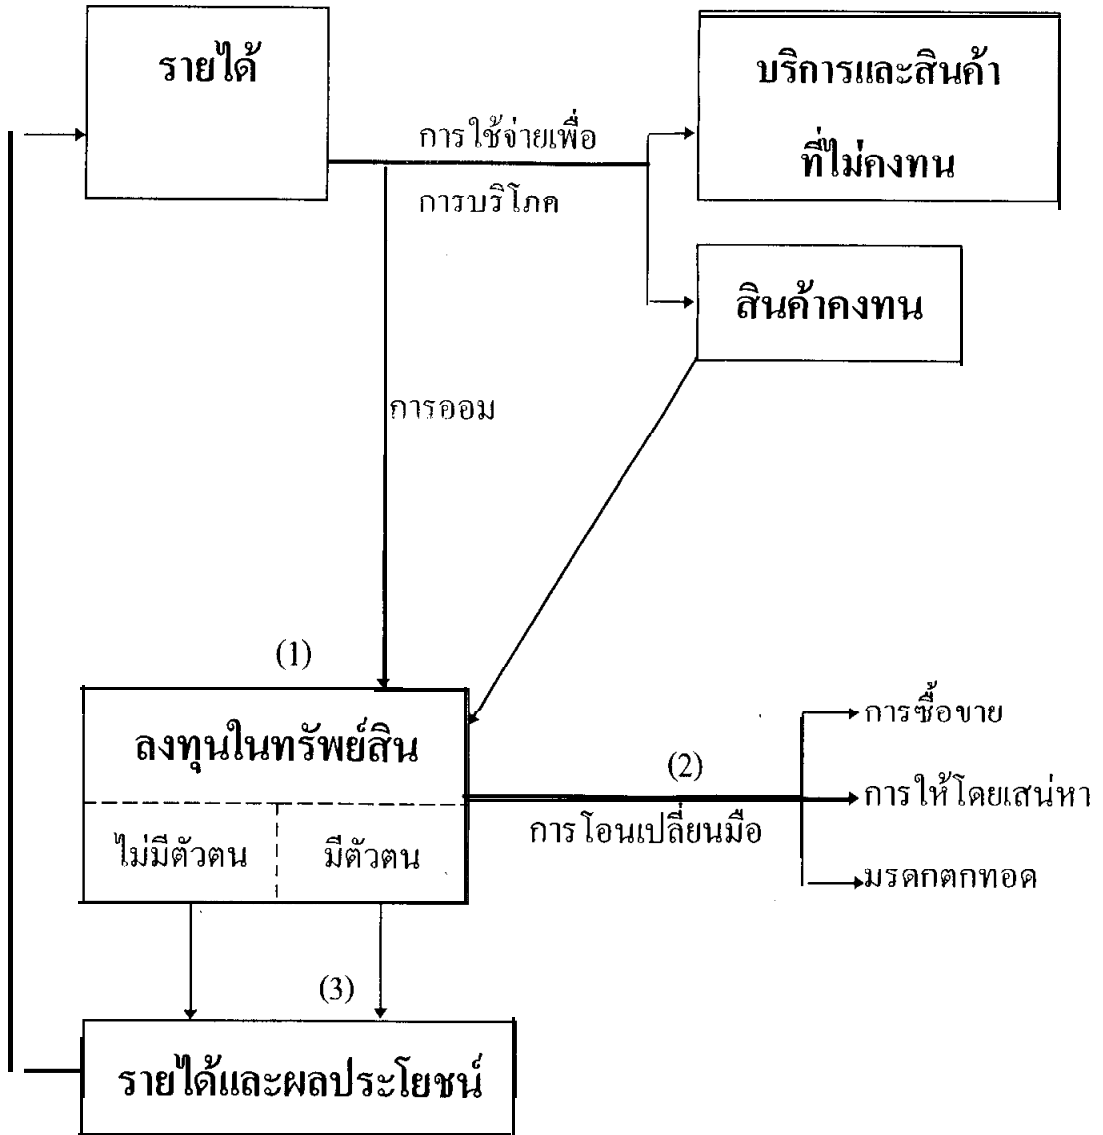 รายได้
บริการและสินค้า
ที่ไม่คงทน
การใช้จ่ายเพื่อ
การบริโภค
สินค้าคงทน
การออม
(1)
ลงทุนในทรัพย์สิน
ไม่มีตัวตน
มีตัวตน
(2)
การโอนเปลี่ยนมือ
การซื้อขาย
การให้โดยเสน่หา
มรดกตกทอด
(3)
รายได้และผลประโยชน์